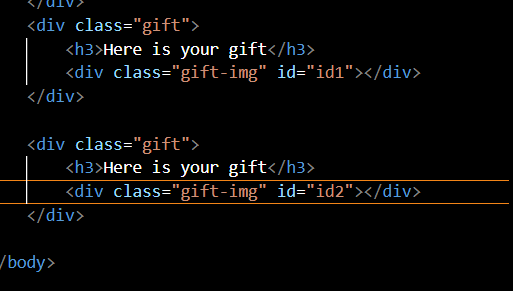 </div>
<div class="gift">
<h3>Here is your gift</h3>
<div class="gift-img" id="id1"></div>
</div>
<div class="gift">
<h3>Here is your gift</h3>
<div class="gift-img" id="id2"></div>
</div>
/body>